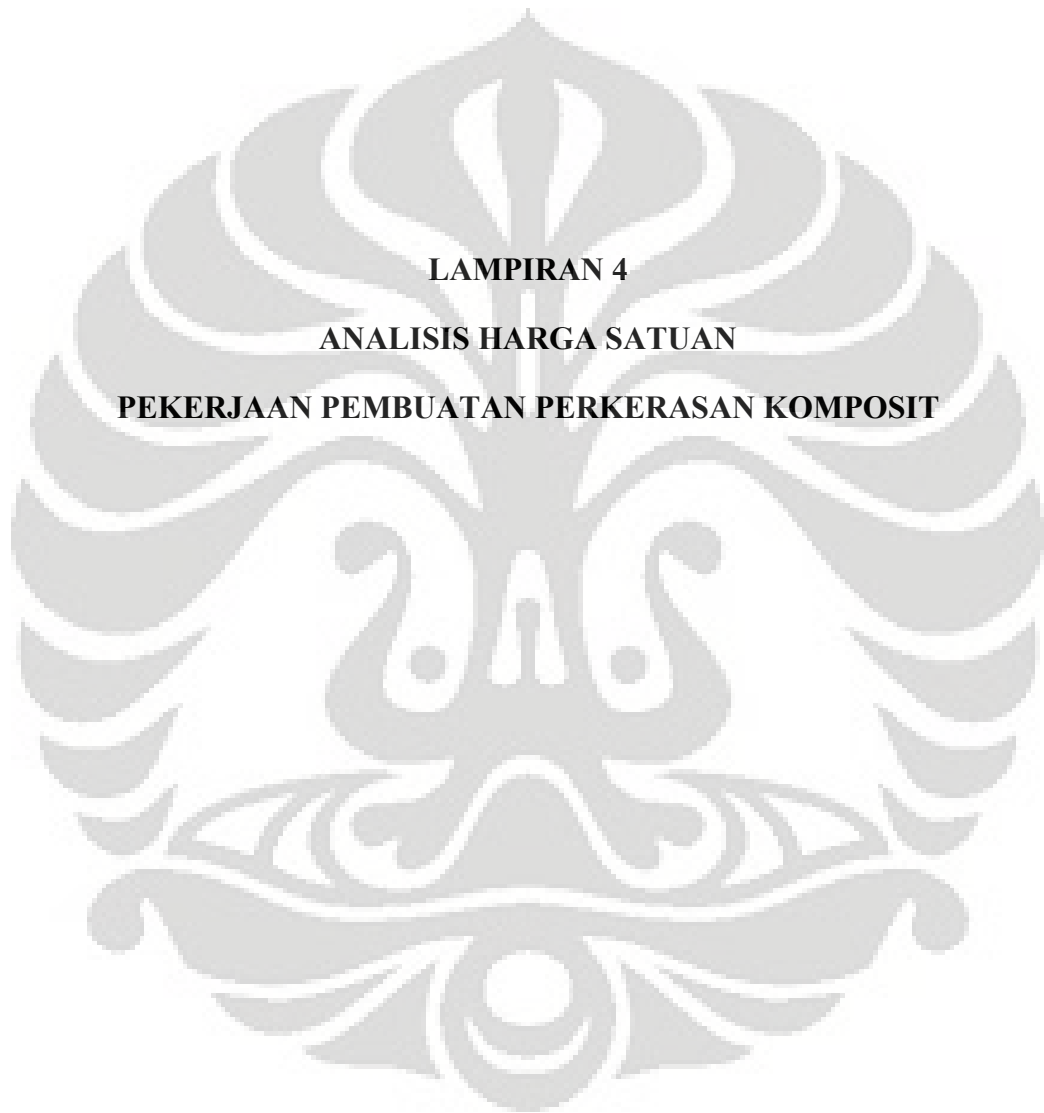 LAMPIRAN 4
ANALISIS HARGA SATUAN
PEKERJAAN PEMBUATAN PERKERASAN KOMPOSIT